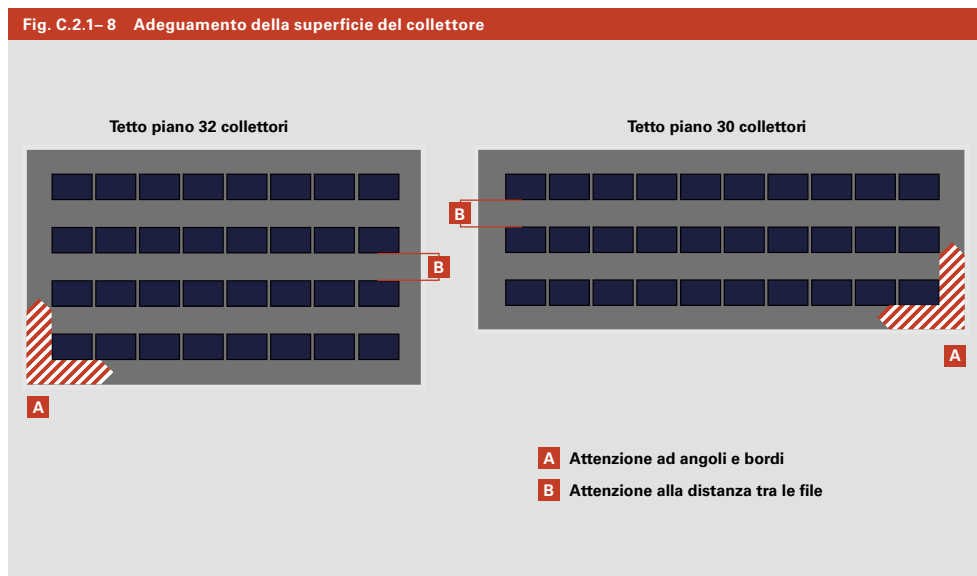 Fig. C.2.1– 8 Adeguamento della superficie del collettore
Tetto piano 32 collettori
Tetto piano 30 collettori
B
B
A
A
A Attenzione ad angoli e bordi
B Attenzione alla distanza tra le file